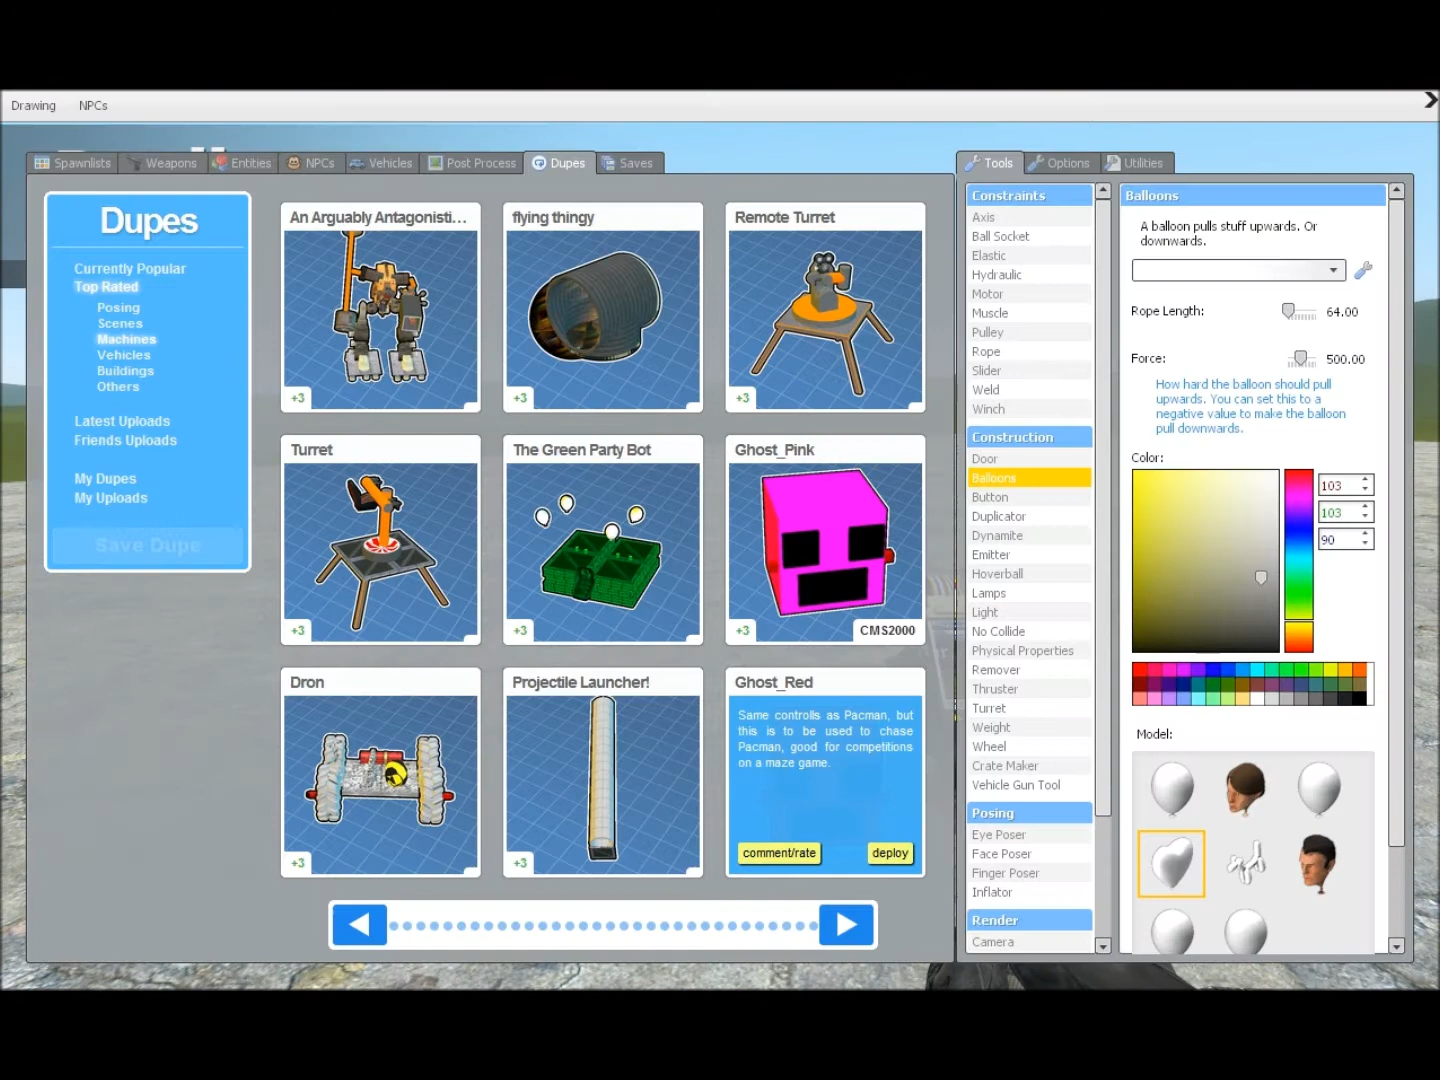 Drawing NPCs
Spawnlists Weapons Entities NPCs Vehicles Post Process Dupes Saves
Dupes
Currently Popular
Top Rated
Posing
Scenes
Machines
Vehicles
Buildings
Others
Latest Uploads
Friends Uploads
My Dupes
My Uploads
Save Dupe
An Arguably Antagonisti...
+3
flying thingy
+3
Remote Turret
+3
Turret
+3
The Green Party Bot
+3
Ghost_Pink
+3
CMS2000
Dron
+3
Projectile Launcher!
+3
Ghost_Red
Same controlls as Pacman, but
this is to be used to chase
Pacman, good for competitions
on a maze game.
comment/rate deploy
Tools Options Utilities
Constraints
Axis
Ball Socket
Elastic
Hydraulic
Motor
Muscle
Pulley
Rope
Slider
Weld
Winch
Construction
Door
Balloons
Button
Duplicator
Dynamite
Emitter
Hoverball
Lamps
Light
No Collide
Physical Properties
Remover
Thruster
Turret
Weight
Wheel
Crate Maker
Vehicle Gun Tool
Posing
Eye Poser
Face Poser
Finger Poser
Inflator
Render
Camera
Balloons
A balloon pulls stuff upwards. Or
downwards.
Rope Length: 64.00
Force: 500.00
How hard the balloon should pull
upwards. You can set this to a
negative value to make the balloon
pull downwards.
Color:
103
103
90
Model: